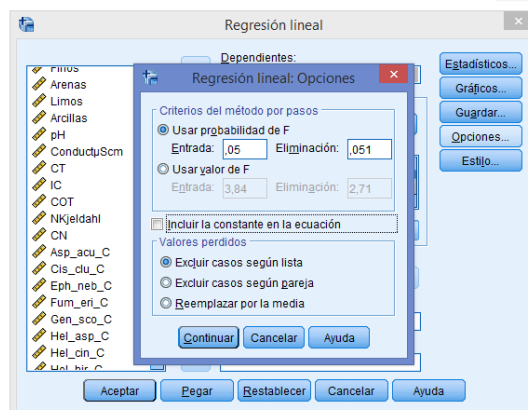 Regresión lineal
Dependientes:
Finos
Arenas
Limos
Arcillas
pH
ConductµScm
CT
IC
COT
NKjeldahl
CN
Asp_acu_C
Cis_clu_C
Eph_neb_C
Fum_eri_C
Gen_sco_C
Hel_asp_C
Hel_cin_C
Hel_hir_C
Estadísticos...
Gráficos...
Guardar...
Opciones...
Estilo...
Regresión lineal: Opciones
Criterios del método por pasos
Usar probabilidad de F
Entrada: ,05 Eliminación: ,051
Usar valor de F
Entrada: 3,84 Eliminación: 2,71
Incluir la constante en la ecuación
Valores perdidos
Excluir casos según lista
Excluir casos según pareja
Reemplazar por la media
Continuar Cancelar Ayuda
Aceptar Pegar Restablecer Cancelar Ayuda